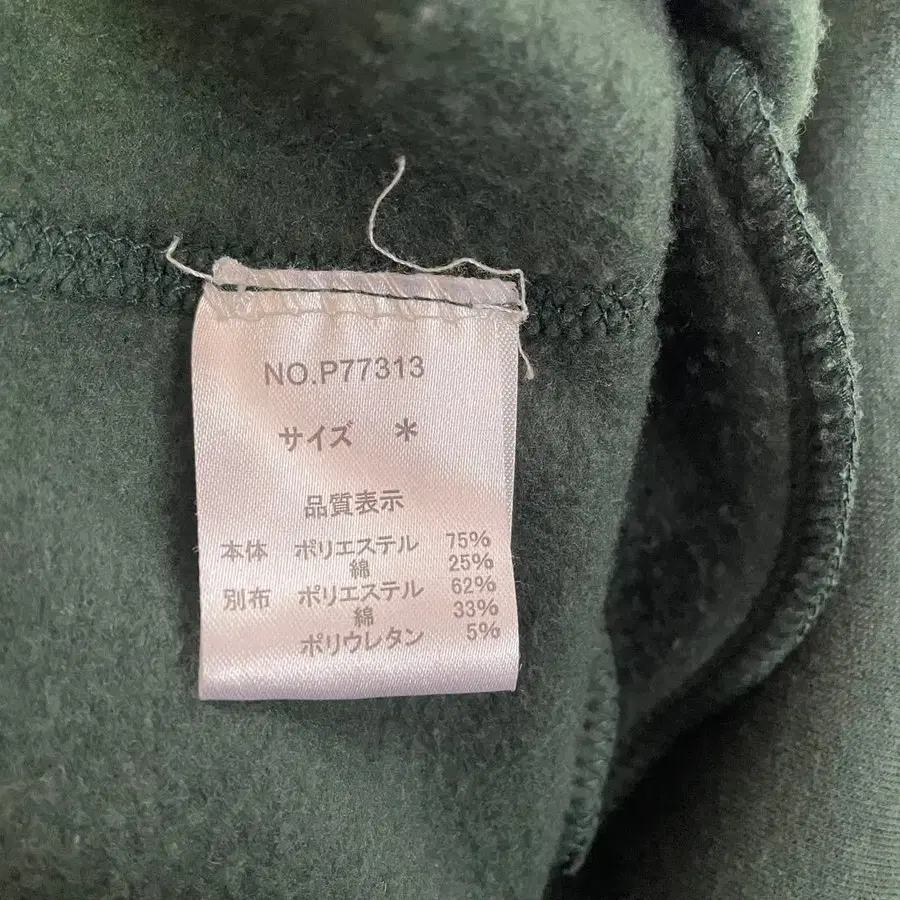 NO.P77313
サイズ *
品質表示
本体 ポリエステル 75%
綿 25%
別布 ポリエステル 62%
綿 33%
ポリウレタン 5%